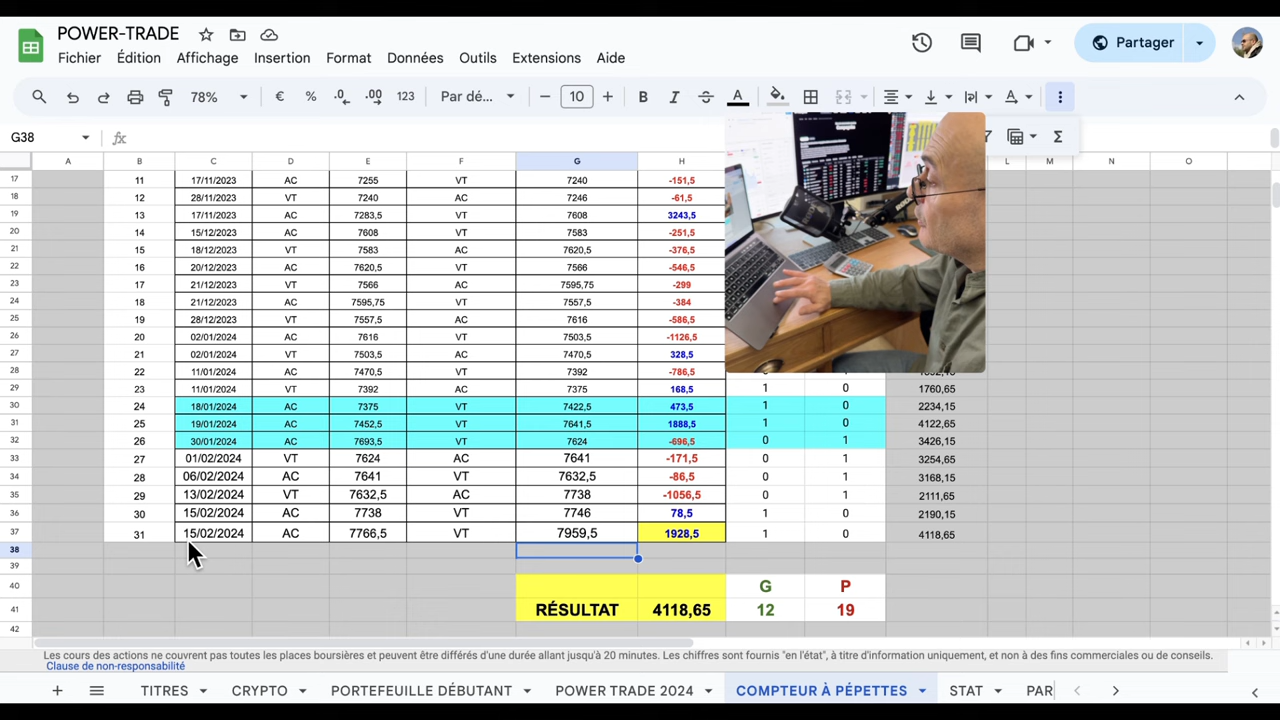 POWER-TRADE
Fichier Édition Affichage Insertion Format Données Outils Extensions Aide
Partager
78% € % .0 .00 123 Par dé... 10 B I A Σ
G38 fx
A B C D E F G H L M N O
17 11 17/11/2023 AC 7255 VT 7240 -151,5
18 12 28/11/2023 VT 7240 AC 7246 -61,5
19 13 17/11/2023 AC 7283,5 VT 7608 3243,5
20 14 15/12/2023 AC 7608 VT 7583 -251,5
21 15 18/12/2023 VT 7583 AC 7620,5 -376,5
22 16 20/12/2023 AC 7620,5 VT 7566 -546,5
23 17 21/12/2023 VT 7566 AC 7595,75 -299
24 18 21/12/2023 AC 7595,75 VT 7557,5 -384
25 19 28/12/2023 VT 7557,5 AC 7616 -586,5
26 20 02/01/2024 AC 7616 VT 7503,5 -1126,5
27 21 02/01/2024 VT 7503,5 AC 7470,5 328,5
28 22 11/01/2024 AC 7470,5 VT 7392 -786,5
29 23 11/01/2024 VT 7392 AC 7375 168,5 1 0 1760,65
30 24 18/01/2024 AC 7375 VT 7422,5 473,5 1 0 2234,15
31 25 19/01/2024 AC 7452,5 VT 7641,5 1888,5 1 0 4122,65
32 26 30/01/2024 AC 7693,5 VT 7624 -696,5 0 1 3426,15
33 27 01/02/2024 VT 7624 AC 7641 -171,5 0 1 3254,65
34 28 06/02/2024 AC 7641 VT 7632,5 -86,5 0 1 3168,15
35 29 13/02/2024 VT 7632,5 AC 7738 -1056,5 0 1 2111,65
36 30 15/02/2024 AC 7738 VT 7746 78,5 1 0 2190,15
37 31 15/02/2024 AC 7766,5 VT 7959,5 1928,5 1 0 4118,65
38
39
40 G P
41 RÉSULTAT 4118,65 12 19
42
Les cours des actions ne couvrent pas toutes les places boursières et peuvent être différés d'une durée allant jusqu'à 20 minutes. Les chiffres sont fournis "en l'état", à titre d'information uniquement, et non à des fins commerciales ou de conseils.
Clause de non-responsabilité
TITRES CRYPTO PORTEFEUILLE DÉBUTANT POWER TRADE 2024 COMPTEUR À PÉPETTES STAT PAR